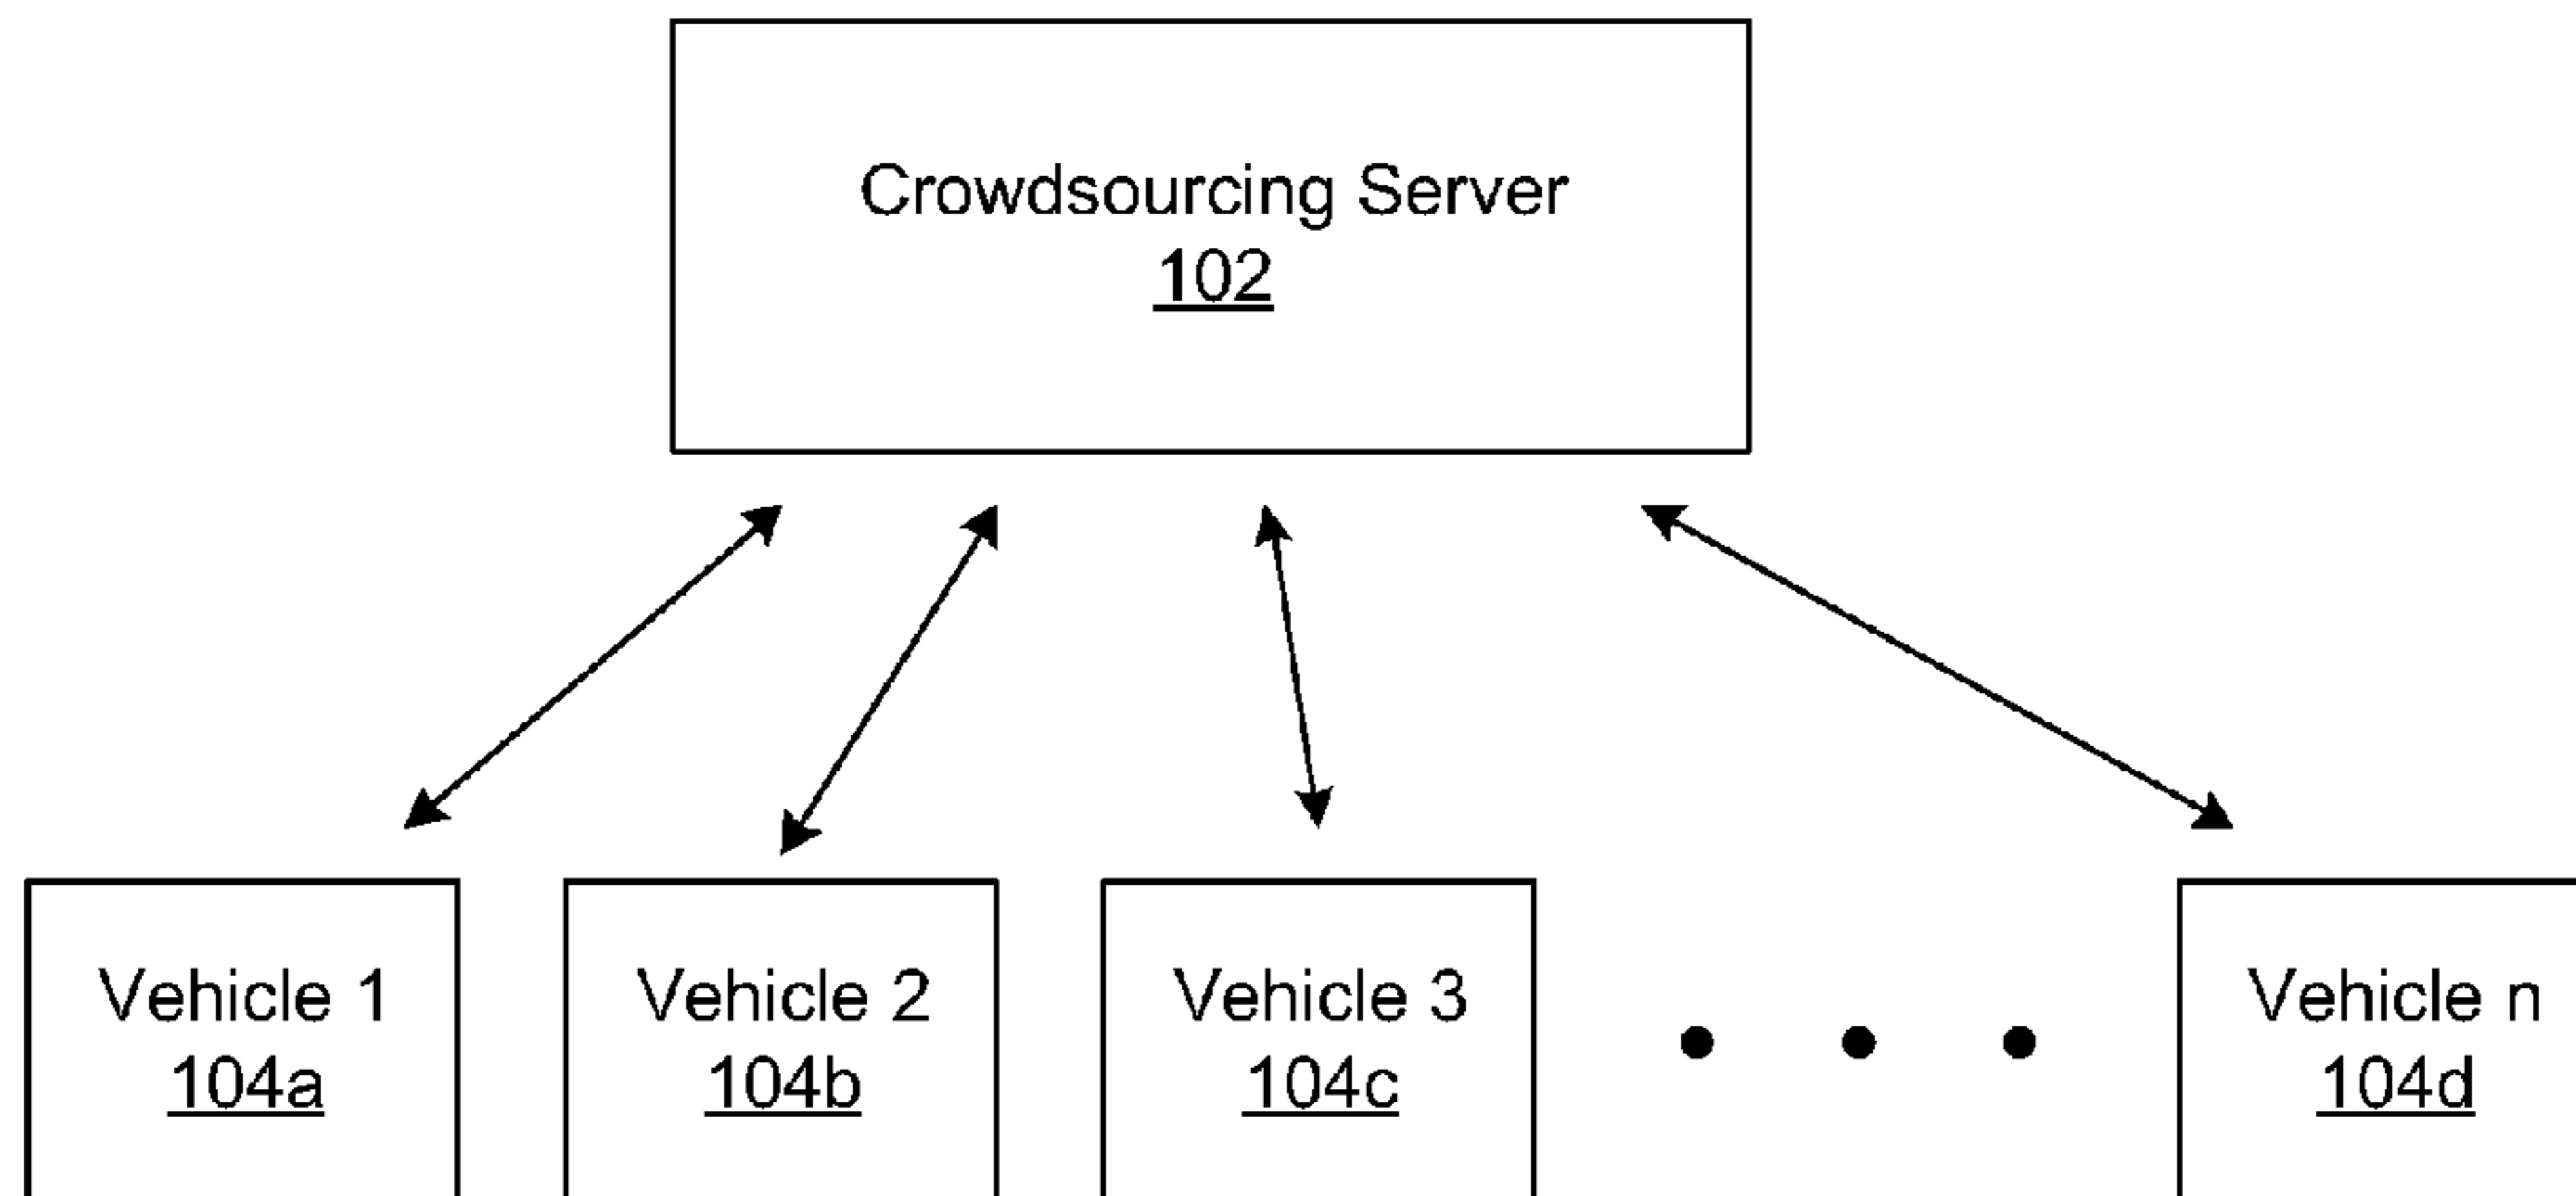 Crowdsourcing Server
102
Vehicle 1
104a
Vehicle 2
104b
Vehicle 3
104c
Vehicle n
104d